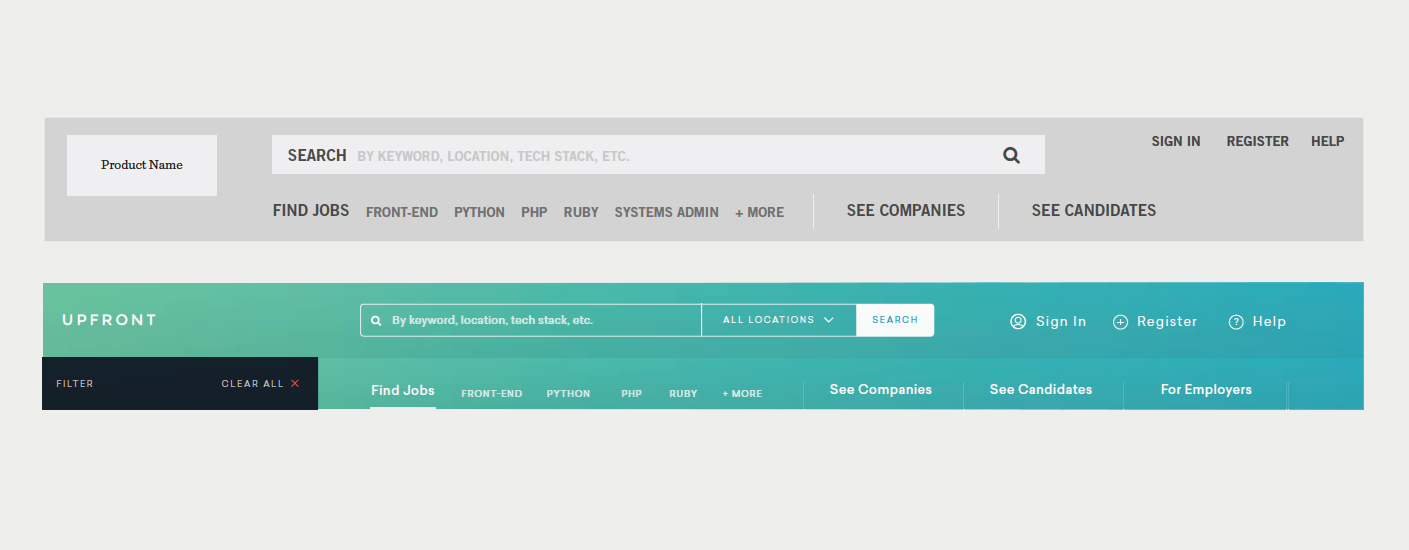 Product Name
SEARCH BY KEYWORD, LOCATION, TECH STACK, ETC.
SIGN IN REGISTER HELP
FIND JOBS FRONT-END PYTHON PHP RUBY SYSTEMS ADMIN + MORE SEE COMPANIES SEE CANDIDATES
UPFRONT By keyword, location, tech stack, etc. ALL LOCATIONS SEARCH Sign In Register Help
FILTER CLEAR ALL
Find Jobs FRONT-END PYTHON PHP RUBY + MORE See Companies See Candidates For Employers